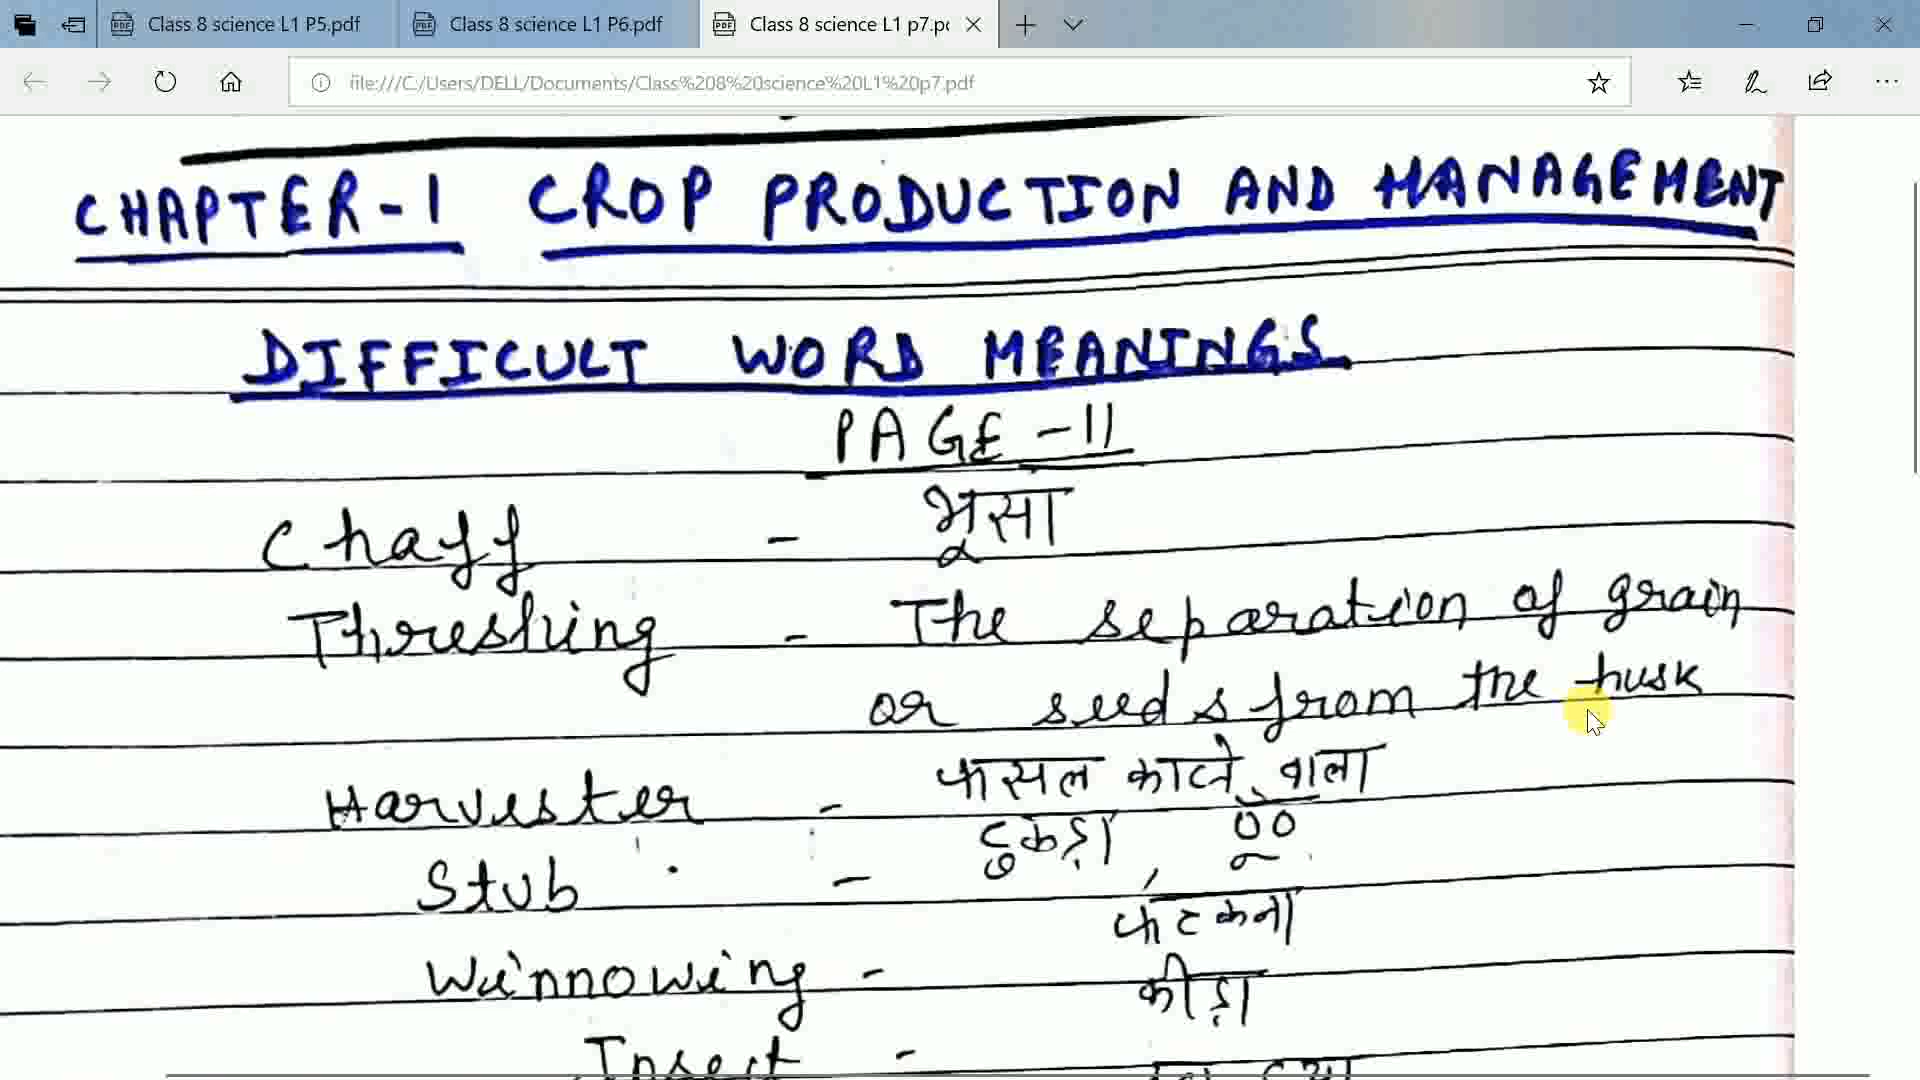 Class 8 science L1 P5.pdf
Class 8 science L1 P6.pdf
Class 8 science L1 p7.pd
file:///C:/Users/DELL/Documents/Class%208%20science%20L1%20p7.pdf
CHAPTER-1 CROP PRODUCTION AND MANAGEMENT
DIFFICULT WORD MEANINGS
PAGE-11
Chaff - भूसा
Threshing - The separation of grain
or seeds from the husk
Harvester - फसल काटने वाला
Stub - टुकड़ा,
Winnowing - फटकना
कीड़ा
Insect -